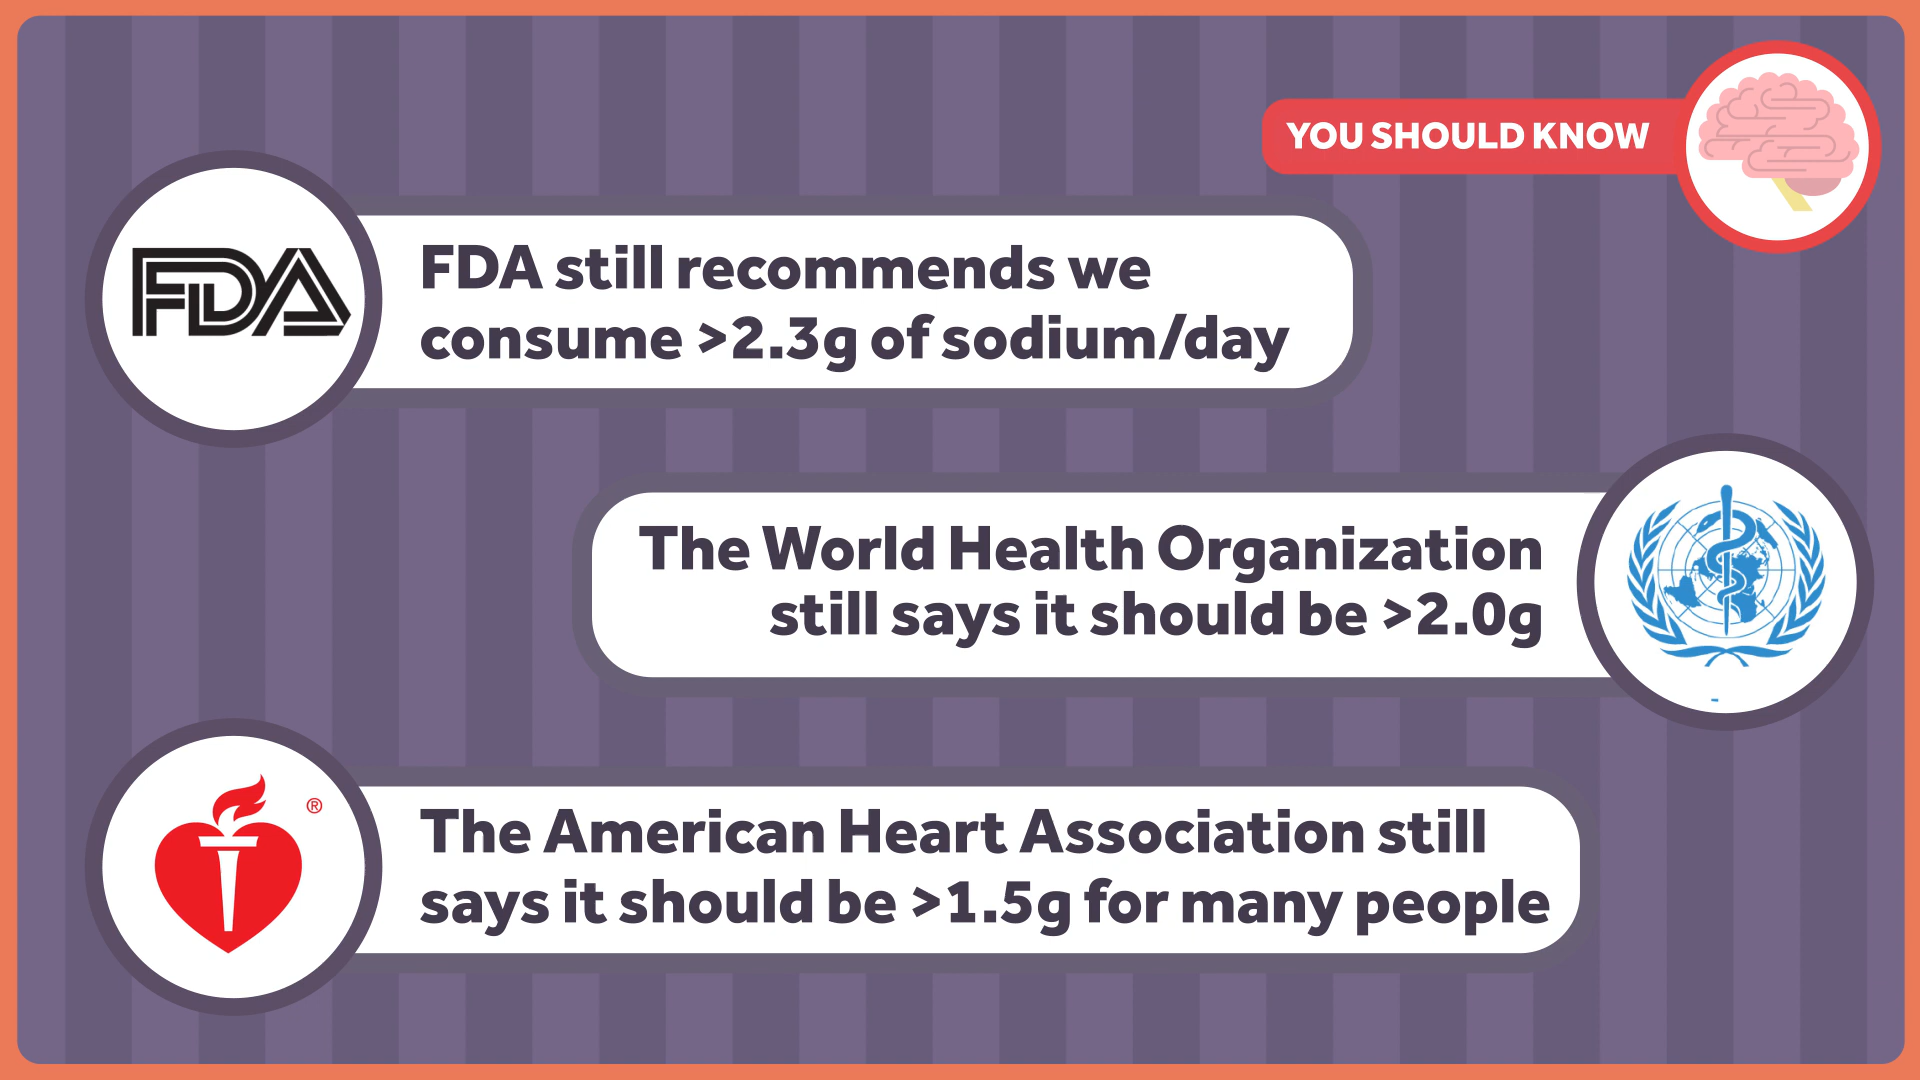 YOU SHOULD KNOW
FDA
FDA still recommends we
consume >2.3g of sodium/day
The World Health Organization
still says it should be >2.0g
®
The American Heart Association still
says it should be >1.5g for many people